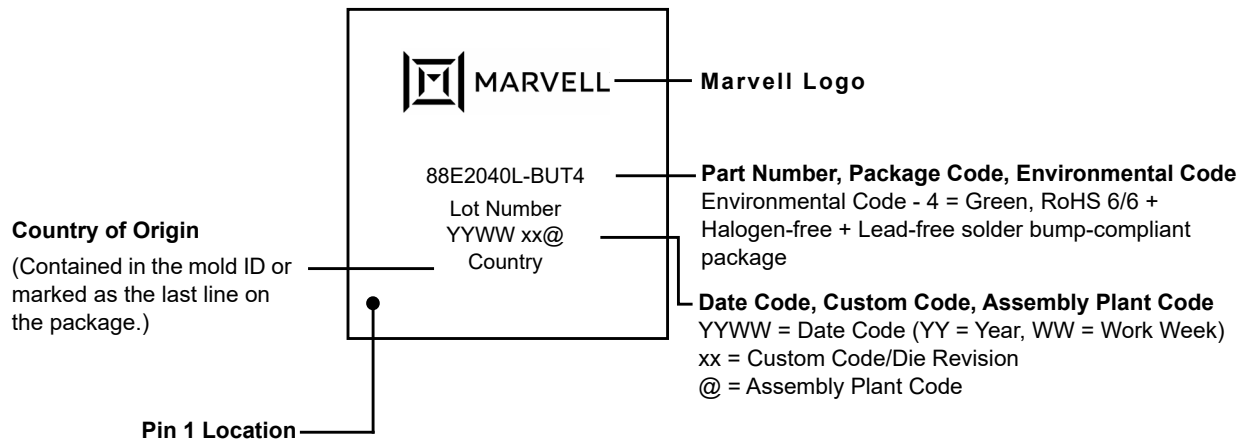 MARVELL
Marvell Logo
88E2040L-BUT4
Part Number, Package Code, Environmental Code
Environmental Code - 4 = Green, RoHS 6/6 +
Halogen-free + Lead-free solder bump-compliant
package
Lot Number
YYWW xx@
Country
Country of Origin
(Contained in the mold ID or
marked as the last line on
the package.)
Date Code, Custom Code, Assembly Plant Code
YYWW = Date Code (YY = Year, WW = Work Week)
xx = Custom Code/Die Revision
@ = Assembly Plant Code
Pin 1 Location